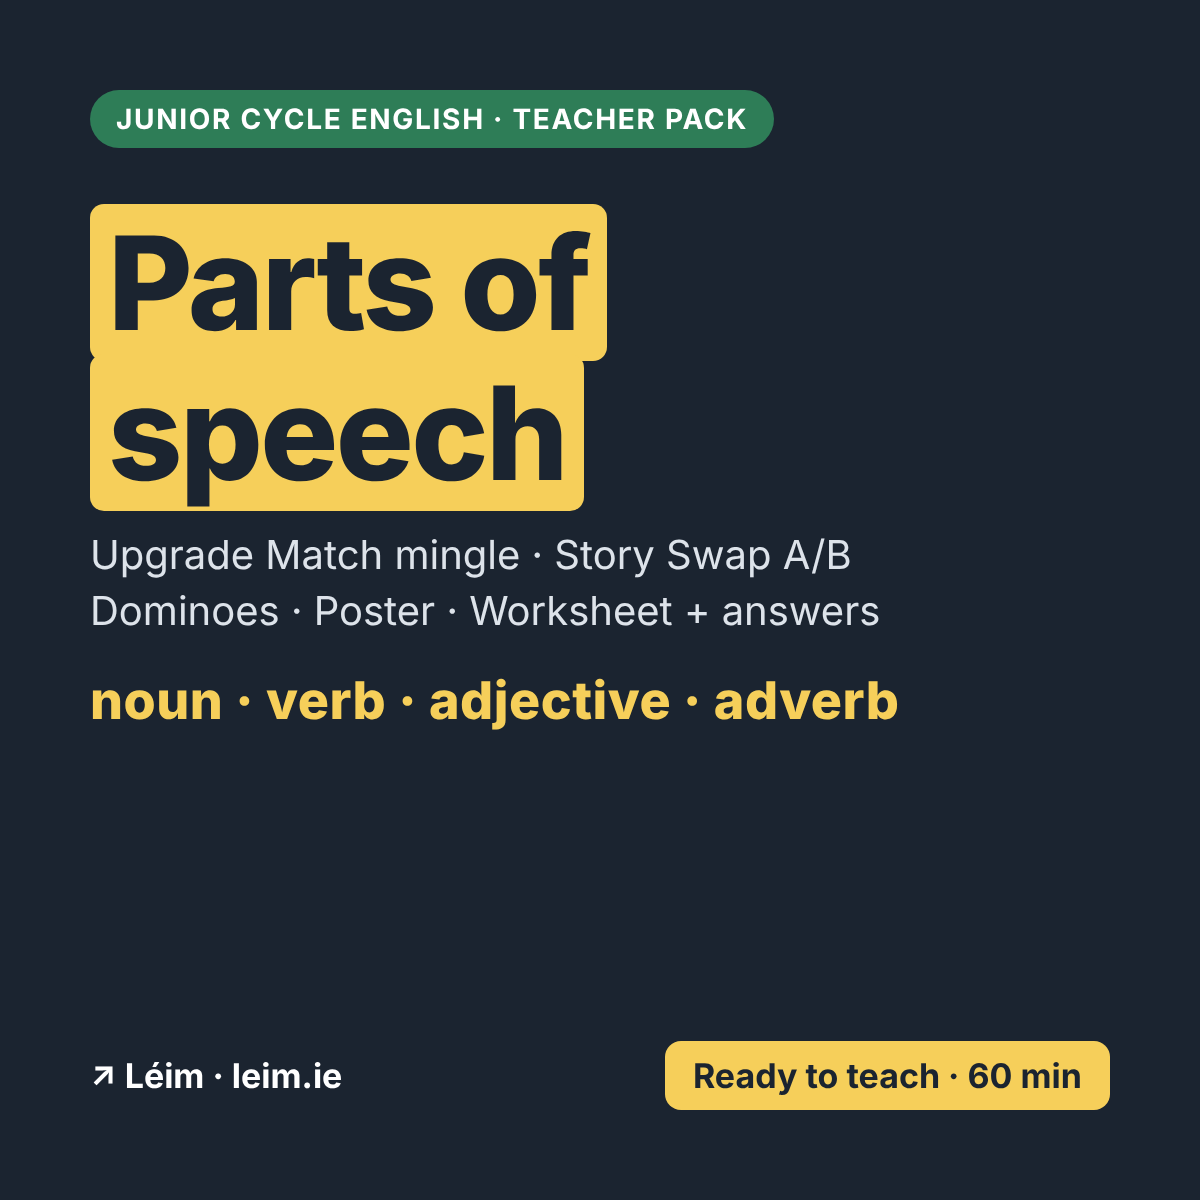 JUNIOR CYCLE ENGLISH · TEACHER PACK
Parts of
speech
Upgrade Match mingle · Story Swap A/B
Dominoes · Poster · Worksheet + answers
noun · verb · adjective · adverb
↗ Léim · leim.ie
Ready to teach · 60 min